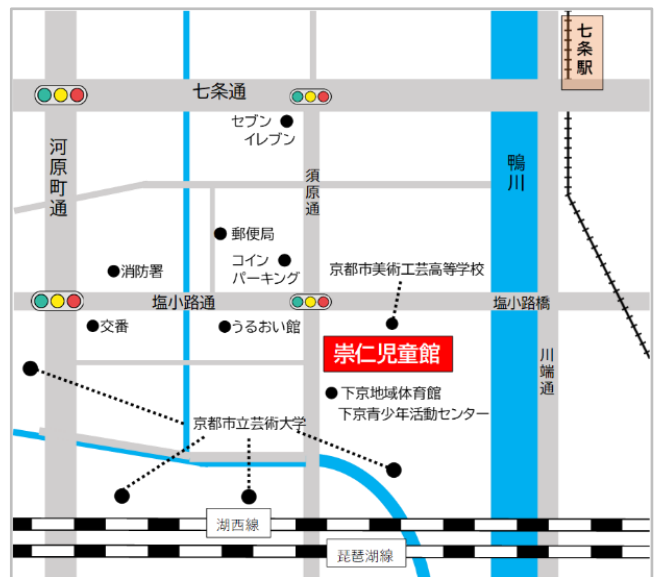 七条駅
七条通
セブン
イレブン
河原町通
須原通
鴨川
郵便局
コイン
パーキング
消防署
京都市美術工芸高等学校
塩小路通
塩小路橋
交番
うるおい館
崇仁児童館
川端通
下京地域体育館
下京青少年活動センター
京都市立芸術大学
湖西線
琵琶湖線